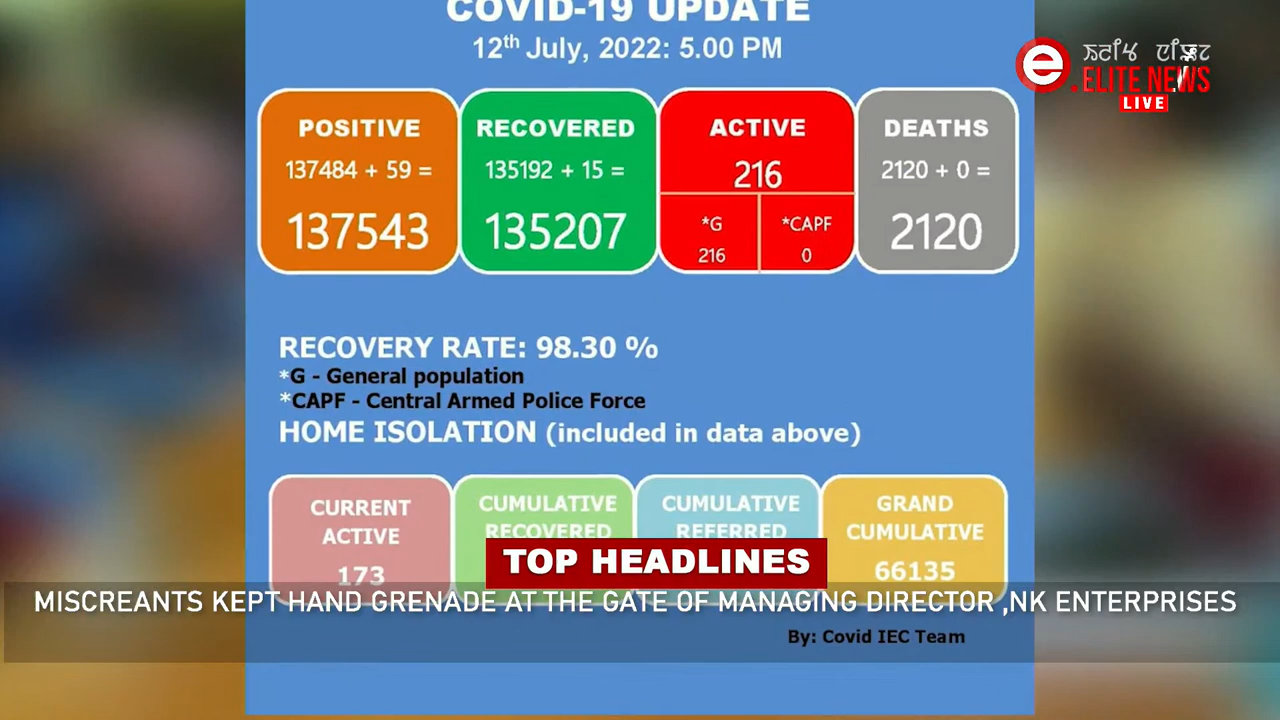 COVID-19 UPDATE
12th July, 2022: 5.00 PM
e
ELITE NEWS
LIVE
POSITIVE
137484 + 59 =
137543
RECOVERED
135192 + 15 =
135207
ACTIVE
216
*G
216
*CAPF
0
DEATHS
2120 + 0 =
2120
RECOVERY RATE: 98.30 %
*G - General population
*CAPF - Central Armed Police Force
HOME ISOLATION (included in data above)
CURRENT
ACTIVE
173
CUMULATIVE
RECOVERED
CUMULATIVE
REFERRED
GRAND
CUMULATIVE
66135
TOP HEADLINES
MISCREANTS KEPT HAND GRENADE AT THE GATE OF MANAGING DIRECTOR ,NK ENTERPRISES
By: Covid IEC Team